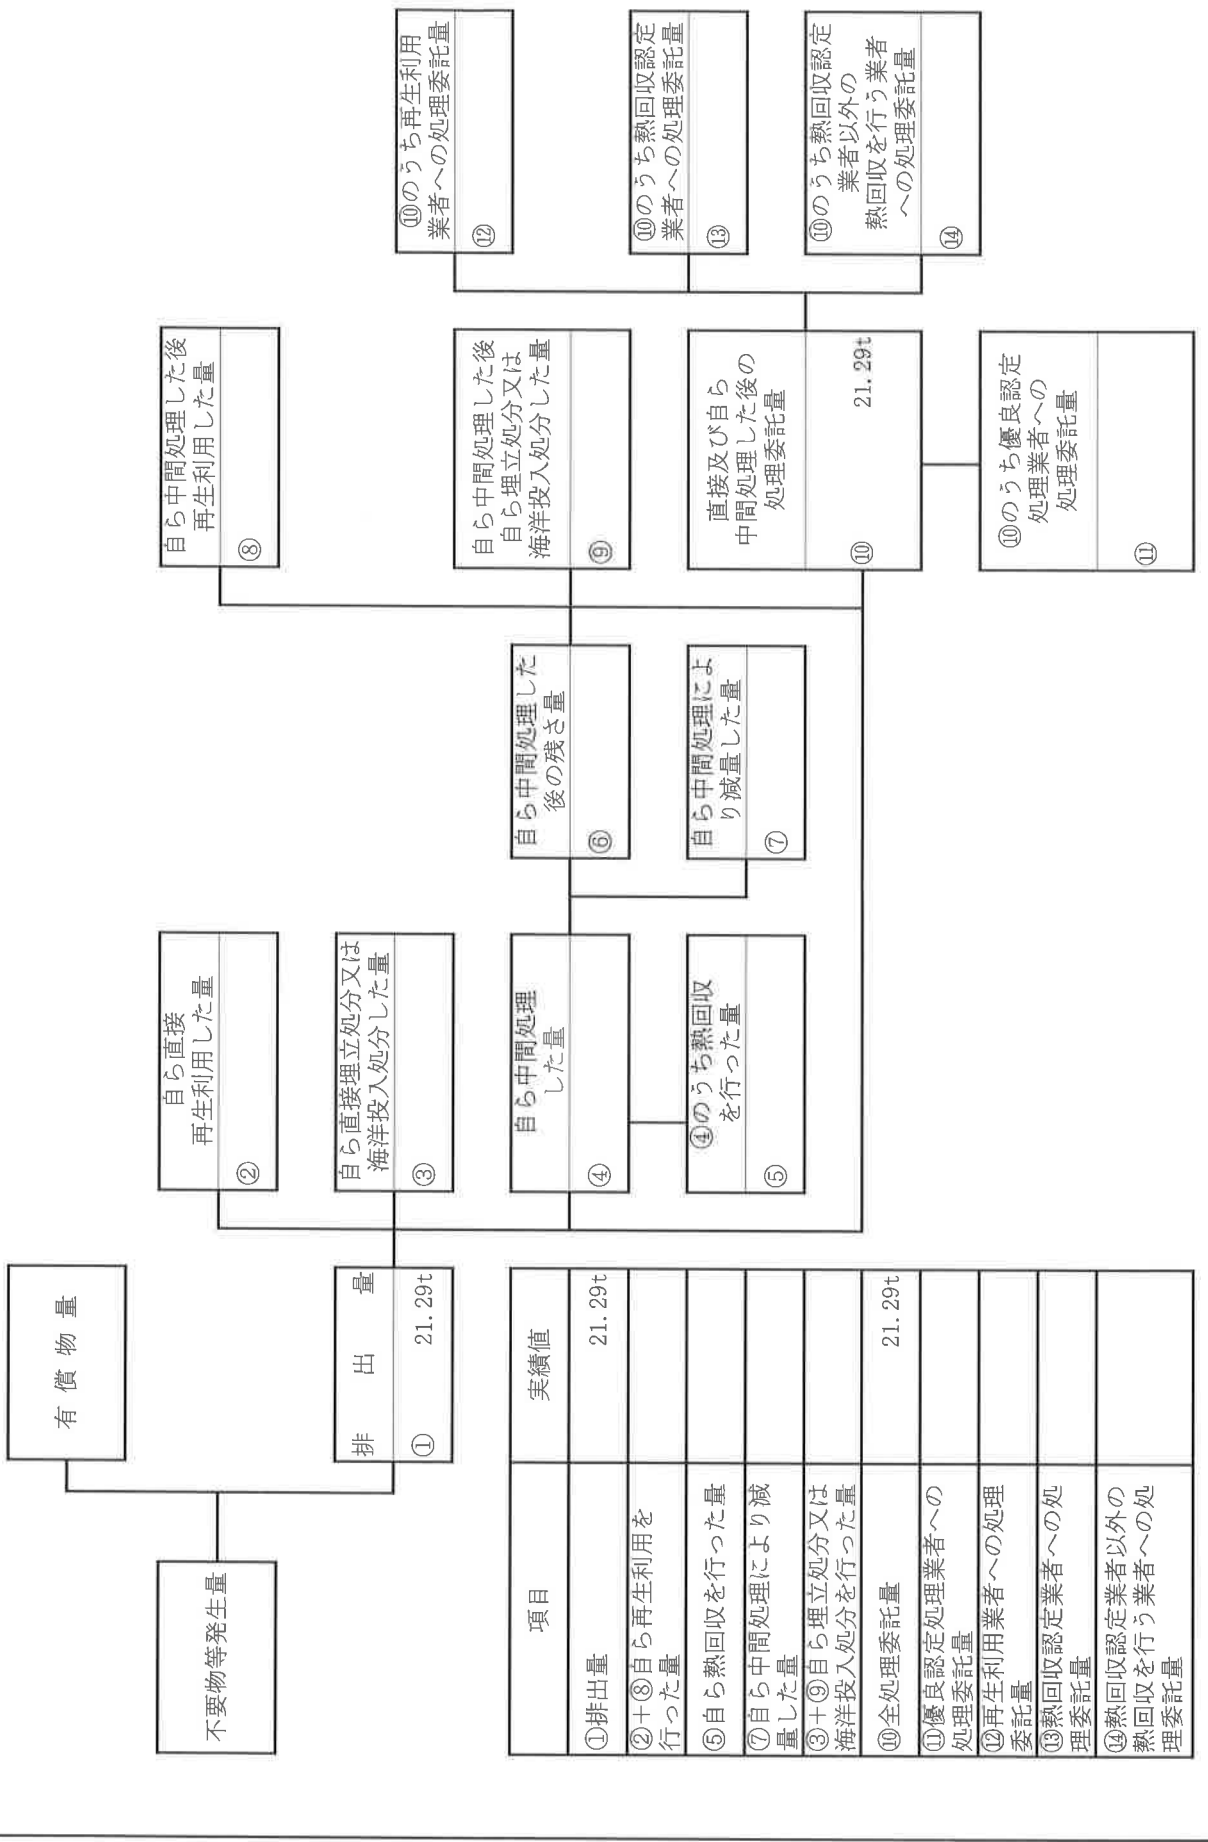 不要物等発生量
有償物量
排出量
① 21.29t
自ら直接
再生利用した量
②
自ら直接埋立処分又は
海洋投入処分した量
③
自ら中間処理
した量
④
④のうち熱回収
を行った量
⑤
自ら中間処理した
後の残さ量
⑥
自ら中間処理によ
り減量した量
⑦
自ら中間処理した後
再生利用した量
⑧
自ら中間処理した後
自ら埋立処分又は
海洋投入処分した量
⑨
直接及び自ら
中間処理した後の
処理委託量
⑩ 21.29t
⑩のうち優良認定
処理業者への
処理委託量
⑪
⑩のうち再生利用
業者への処理委託量
⑫
⑩のうち熱回収認定
業者への処理委託量
⑬
⑩のうち熱回収認定
業者以外の
熱回収を行う業者
への処理委託量
⑭
項目 実績値
①排出量 21.29t
②+⑧自ら再生利用を
行った量
⑤自ら熱回収を行った量
⑦自ら中間処理により減
量した量
③+⑨自ら埋立処分又は
海洋投入処分を行った量
⑩全処理委託量 21.29t
⑪優良認定処理業者への
処理委託量
⑫再生利用業者への処理
委託量
⑬熱回収認定業者への処
理委託量
⑭熱回収認定業者以外の
熱回収を行う業者への処
理委託量